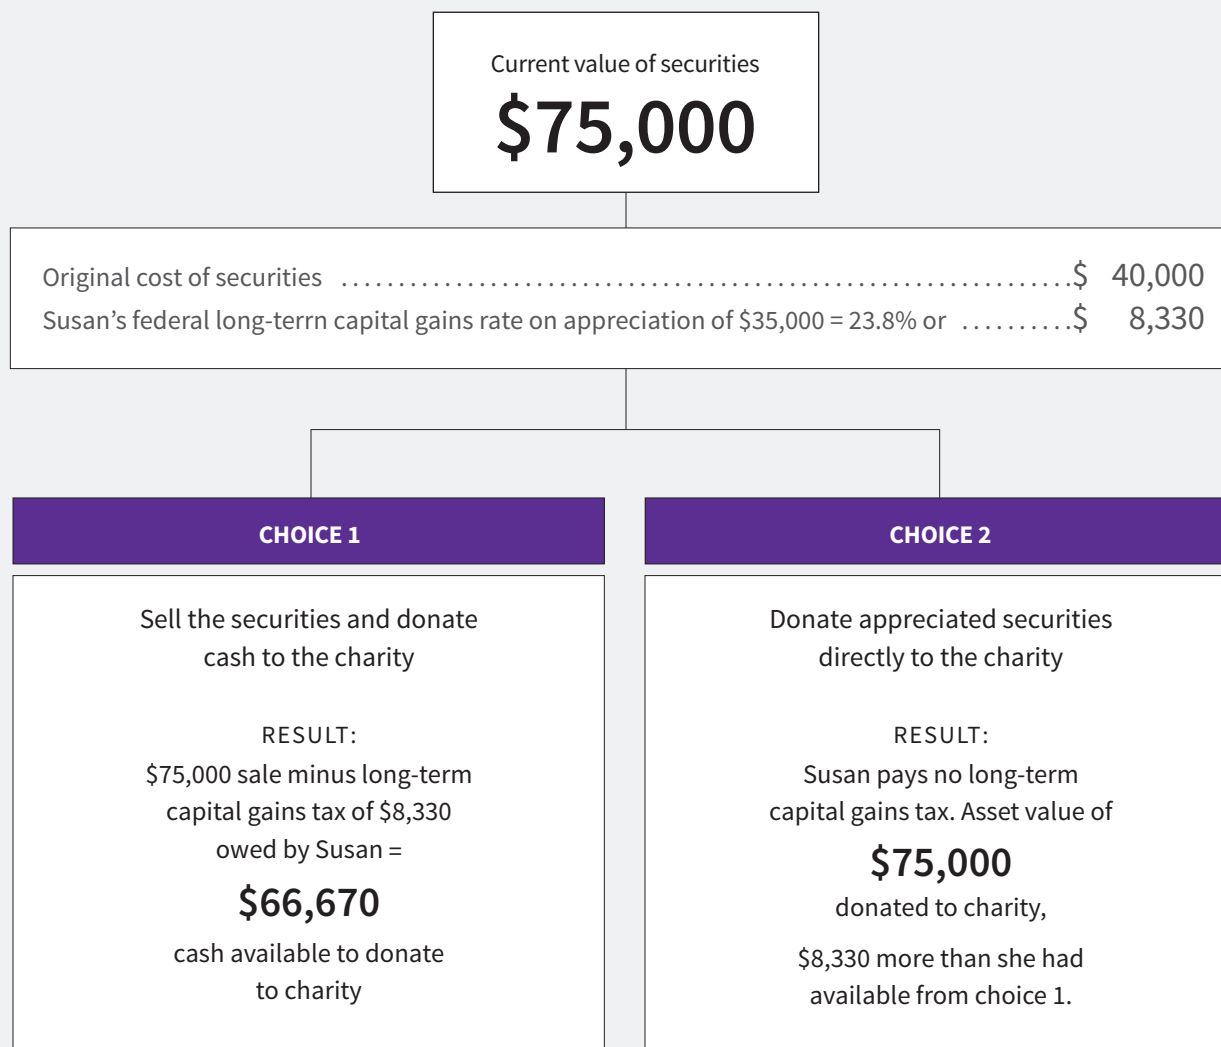 Current value of securities
$75,000
Original cost of securities ........................................................................$ 40,000
Susan’s federal long-terrn capital gains rate on appreciation of $35,000 = 23.8% or ..........$ 8,330
CHOICE 1
Sell the securities and donate
cash to the charity
RESULT:
$75,000 sale minus long-term
capital gains tax of $8,330
owed by Susan =
$66,670
cash available to donate
to charity
CHOICE 2
Donate appreciated securities
directly to the charity
RESULT:
Susan pays no long-term
capital gains tax. Asset value of
$75,000
donated to charity,
$8,330 more than she had
available from choice 1.